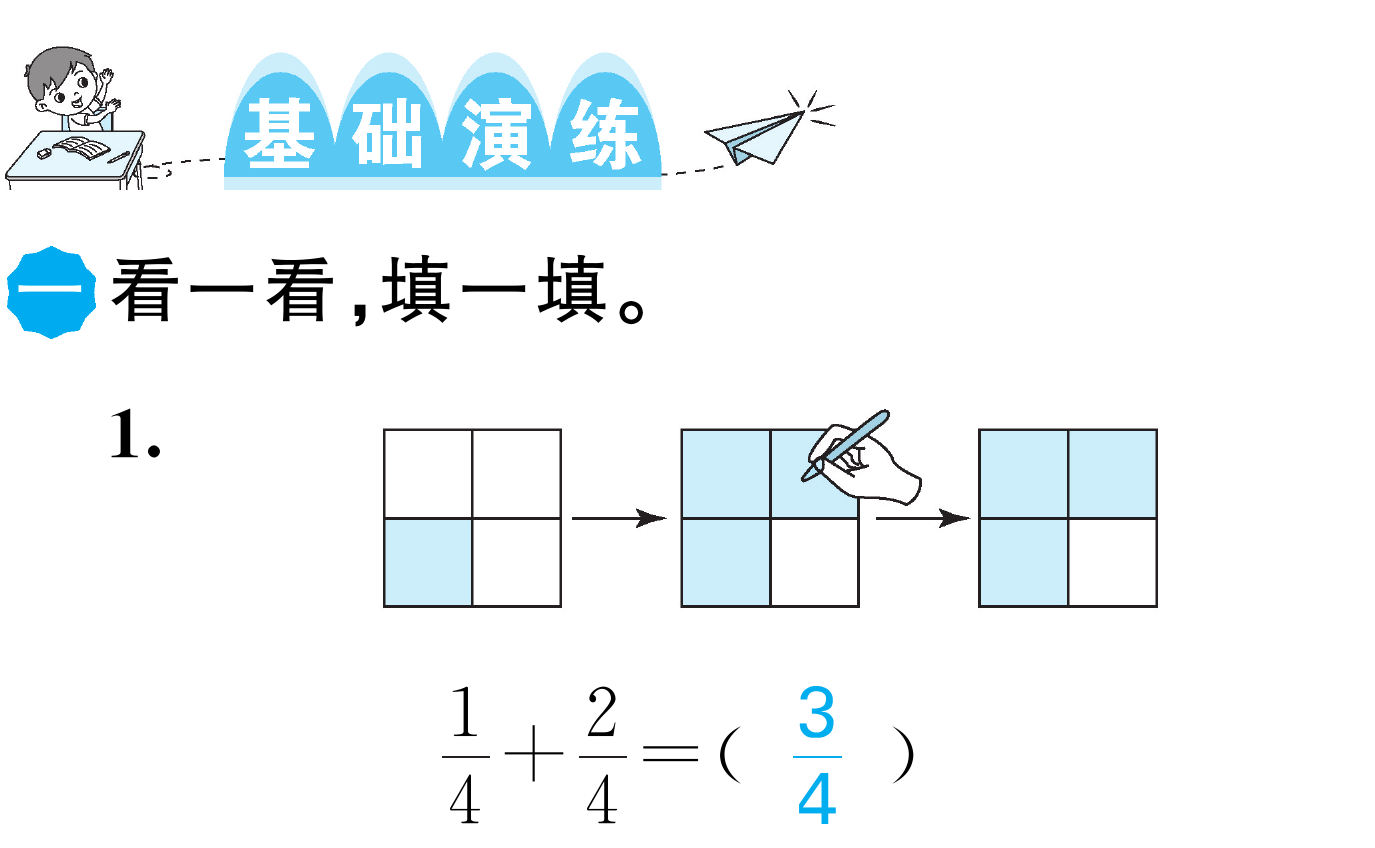 基础演练
一 看一看,填一填。
1.
1/4 + 2/4 = ( 3/4 )